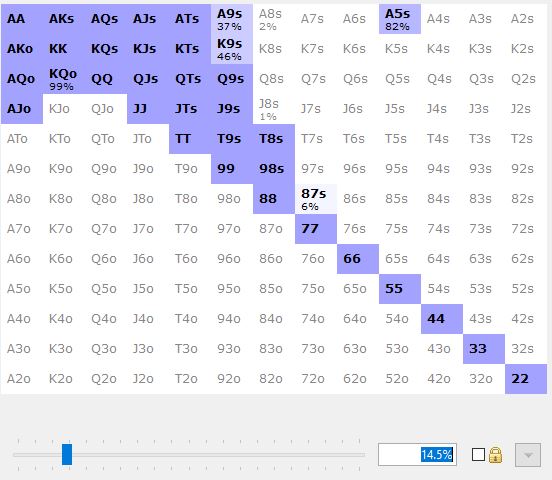 AA AKs AQs AJs ATs A9s 37% A8s 2% A7s A6s A5s 82% A4s A3s A2s
AKo KK KQs KJs KTs K9s 46% K8s K7s K6s K5s K4s K3s K2s
AQo KQo 99% QQ QJs QTs Q9s Q8s Q7s Q6s Q5s Q4s Q3s Q2s
AJo KJo QJo JJ JTs J9s J8s 1% J7s J6s J5s J4s J3s J2s
ATo KTo QTo JTo TT T9s T8s T7s T6s T5s T4s T3s T2s
A9o K9o Q9o J9o T9o 99 98s 97s 96s 95s 94s 93s 92s
A8o K8o Q8o J8o T8o 98o 88 87s 6% 86s 85s 84s 83s 82s
A7o K7o Q7o J7o T7o 97o 87o 77 76s 75s 74s 73s 72s
A6o K6o Q6o J6o T6o 96o 86o 76o 66 65s 64s 63s 62s
A5o K5o Q5o J5o T5o 95o 85o 75o 65o 55 54s 53s 52s
A4o K4o Q4o J4o T4o 94o 84o 74o 64o 54o 44 43s 42s
A3o K3o Q3o J3o T3o 93o 83o 73o 63o 53o 43o 33 32s
A2o K2o Q2o J2o T2o 92o 82o 72o 62o 52o 42o 32o 22
14.5%